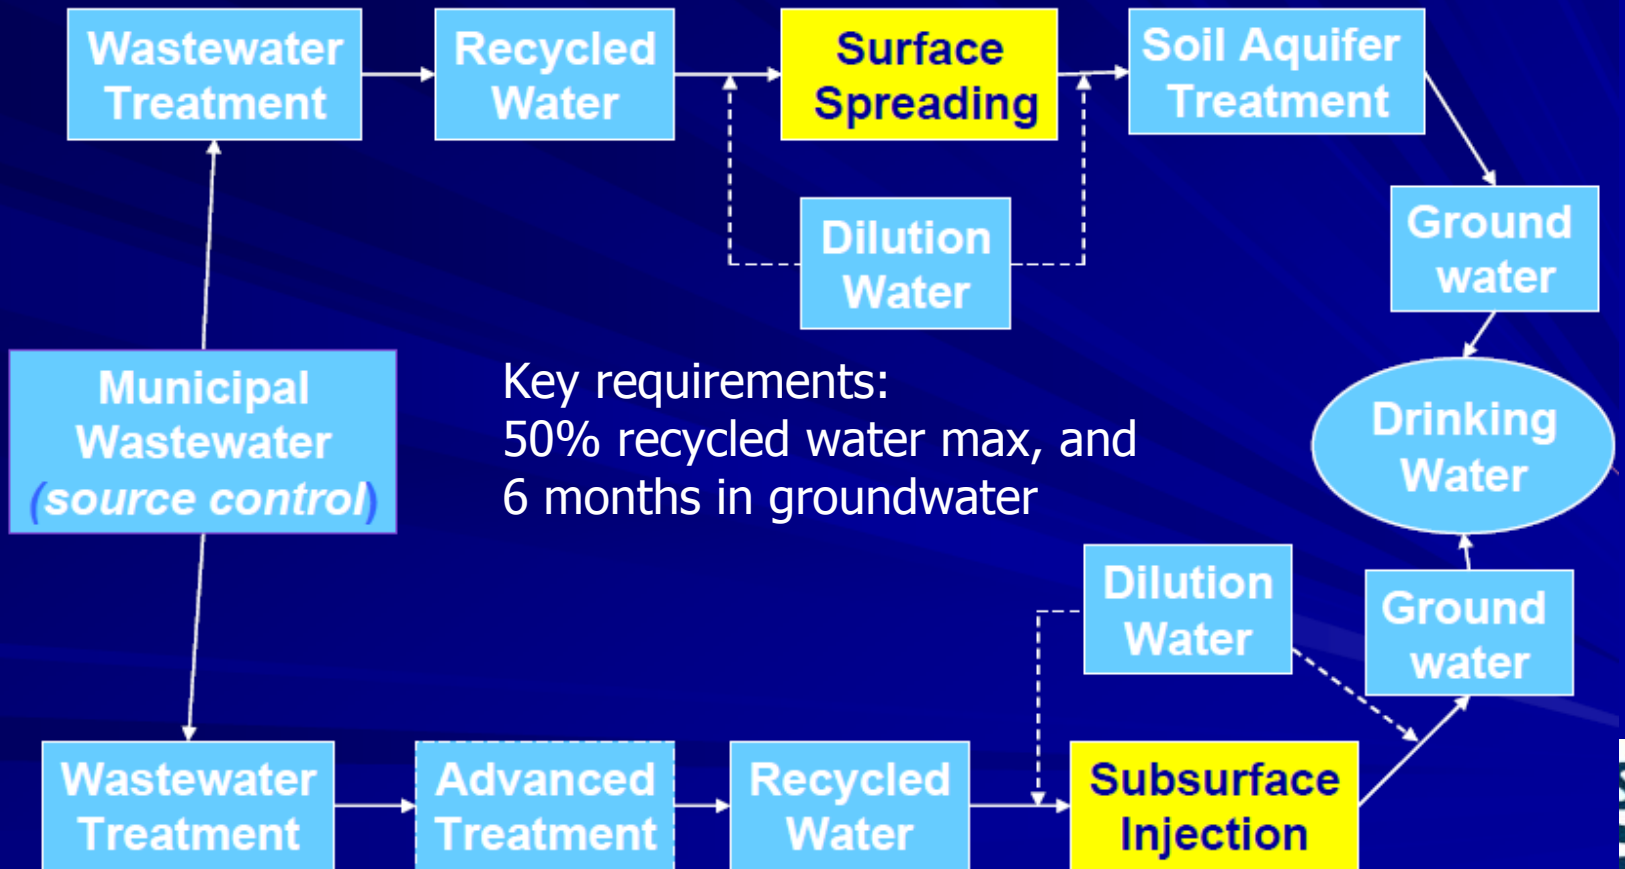 Wastewater
Treatment
Recycled
Water
Surface
Spreading
Soil Aquifer
Treatment
Dilution
Water
Ground
water
Municipal
Wastewater
(source control)
Key requirements:
50% recycled water max, and
6 months in groundwater
Drinking
Water
Dilution
Water
Ground
water
Wastewater
Treatment
Advanced
Treatment
Recycled
Water
Subsurface
Injection